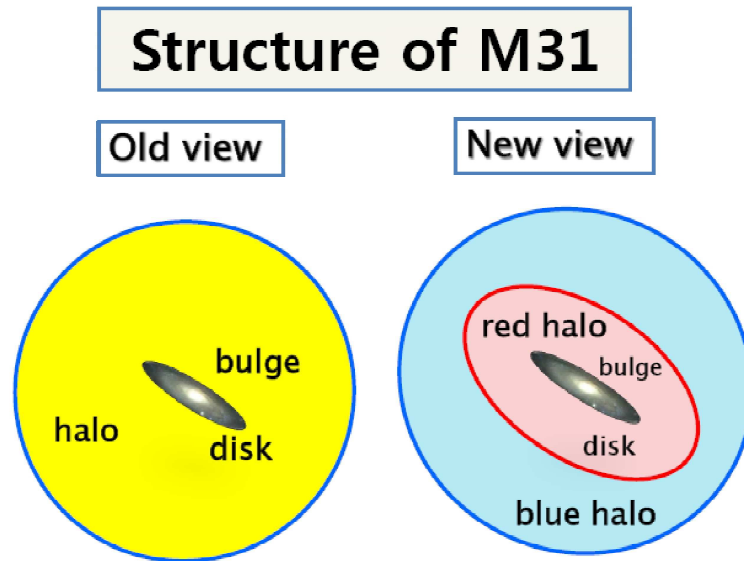 Structure of M31
Old view
New view
bulge
halo
disk
red halo
bulge
disk
blue halo